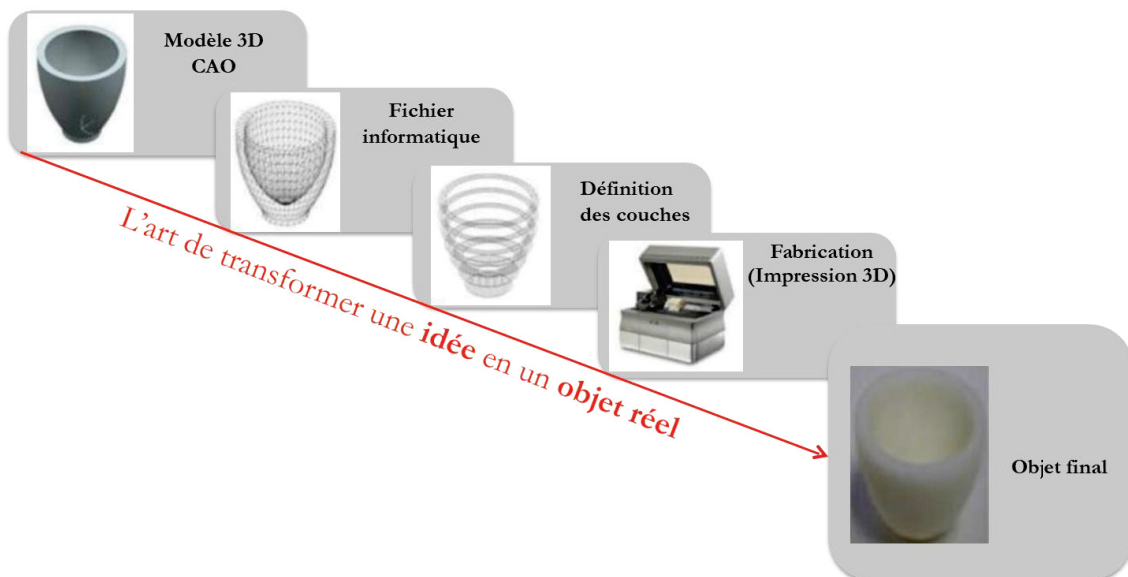 Modèle 3D
CAO
Fichier
informatique
Définition
des couches
Fabrication
(Impression 3D)
L'art de transformer une idée en un objet réel
Objet final